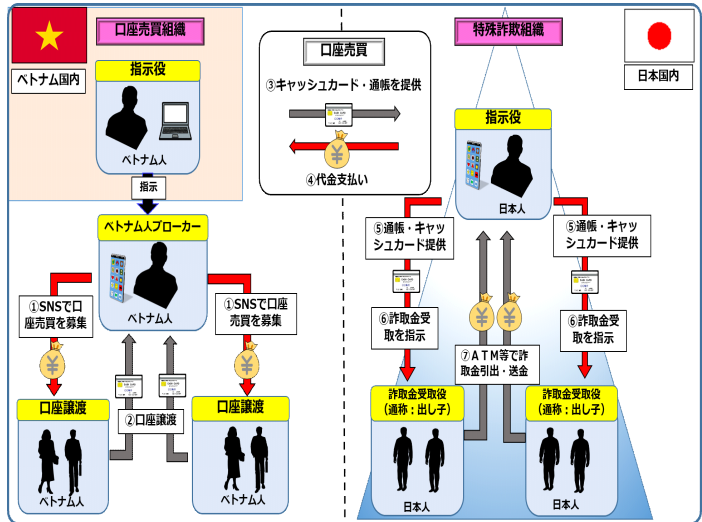 口座売買組織
ベトナム国内
指示役
ベトナム人
指示
ベトナム人ブローカー
ベトナム人
①SNSで口
座売買を募集
①SNSで口座
売買を募集
②口座譲渡
口座譲渡
ベトナム人
口座譲渡
ベトナム人
口座売買
③キャッシュカード・通帳を提供
¥
④代金支払い
特殊詐欺組織
日本国内
指示役
日本人
⑤通帳・キャッ
シュカード提供
⑤通帳・キャッ
シュカード提供
⑥詐取金受
取を指示
⑥詐取金受
取を指示
⑦ATM等で詐
取金引出・送金
詐取金受取役
（通称：出し子）
日本人
詐取金受取役
（通称：出し子）
日本人
¥
¥
¥
¥